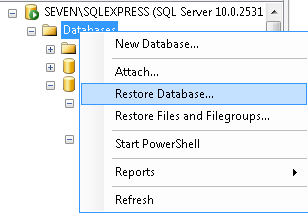 SEVEN\SQLEXPRESS (SQL Server 10.0.2531
Databases
New Database...
Attach...
Restore Database...
Restore Files and Filegroups...
Start PowerShell
Reports
Refresh